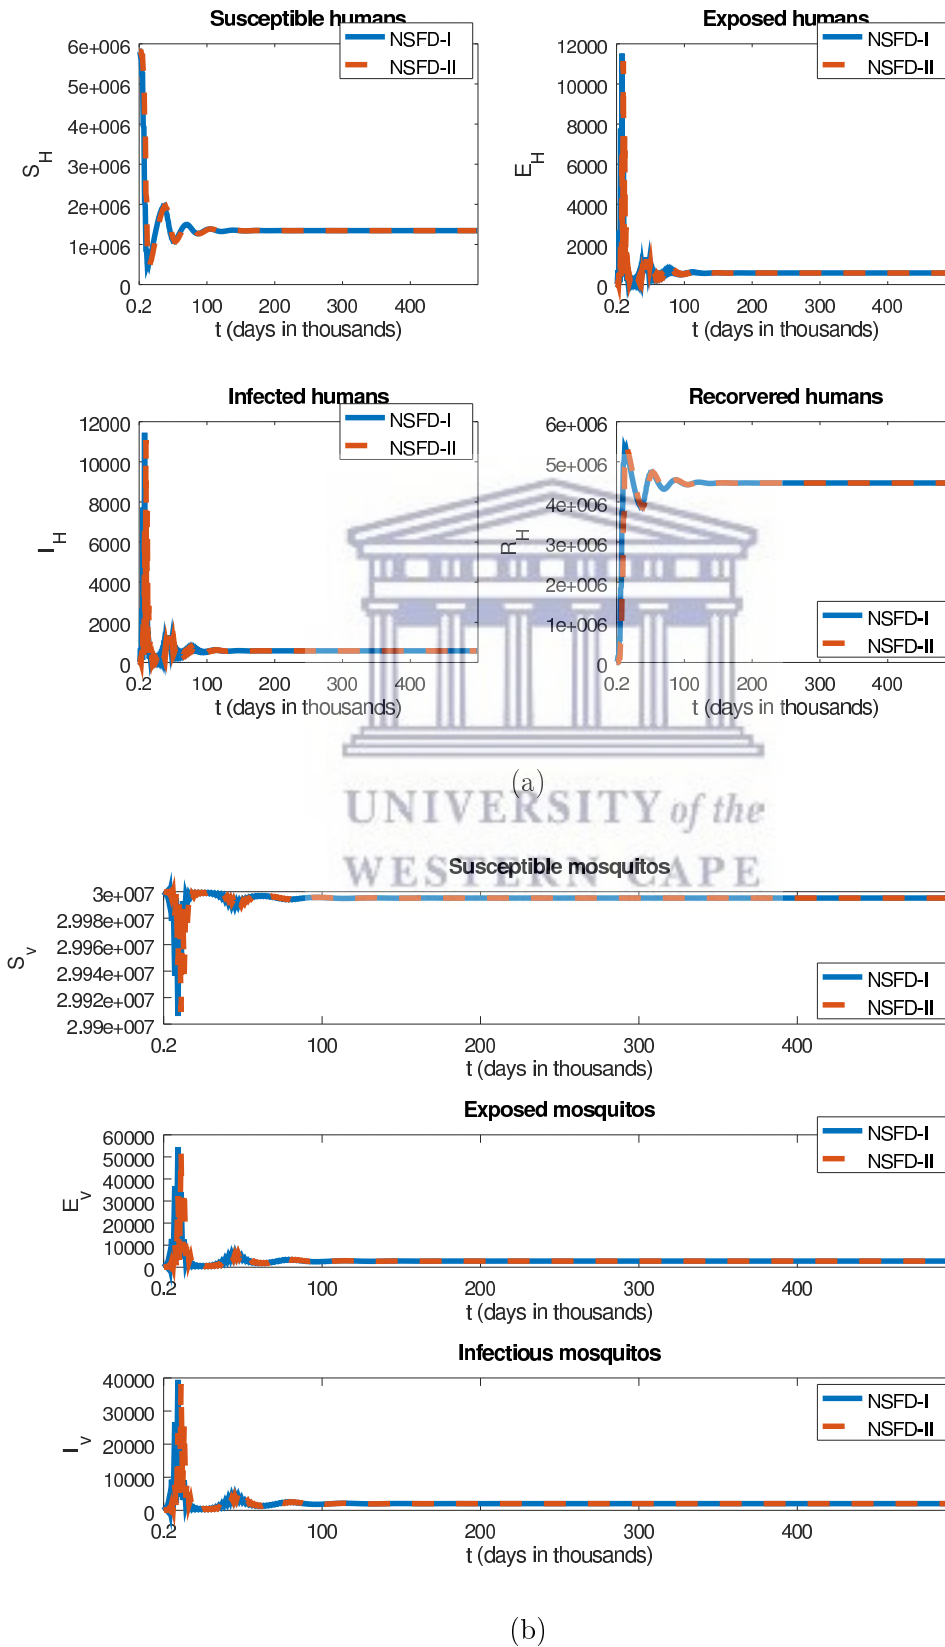 Susceptible humans
NSFD-I
NSFD-II
6e+006
5e+006
4e+006
3e+006
2e+006
1e+006
0
S_H
0.2 100 200 300 400
t (days in thousands)
Exposed humans
NSFD-I
NSFD-II
12000
10000
8000
6000
4000
2000
0
E_H
0.2 100 200 300 400
t (days in thousands)
Infected humans
NSFD-I
NSFD-II
12000
10000
8000
6000
4000
2000
0
I_H
0.2 100 200 300 400
t (days in thousands)
Recorvered humans
6e+006
5e+006
4e+006
3e+006
2e+006
1e+006
0
R_H
NSFD-I
NSFD-II
0.2 100 200 300 400
t (days in thousands)
(a)
UNIVERSITY of the
WESTERN CAPE
Susceptible mosquitos
3e+007
2.998e+007
2.996e+007
2.994e+007
2.992e+007
2.99e+007
S_v
NSFD-I
NSFD-II
0.2 100 200 300 400
t (days in thousands)
Exposed mosquitos
NSFD-I
NSFD-II
60000
50000
40000
30000
20000
10000
0
E_v
0.2 100 200 300 400
t (days in thousands)
Infectious mosquitos
NSFD-I
NSFD-II
40000
30000
20000
10000
0
I_v
0.2 100 200 300 400
t (days in thousands)
(b)